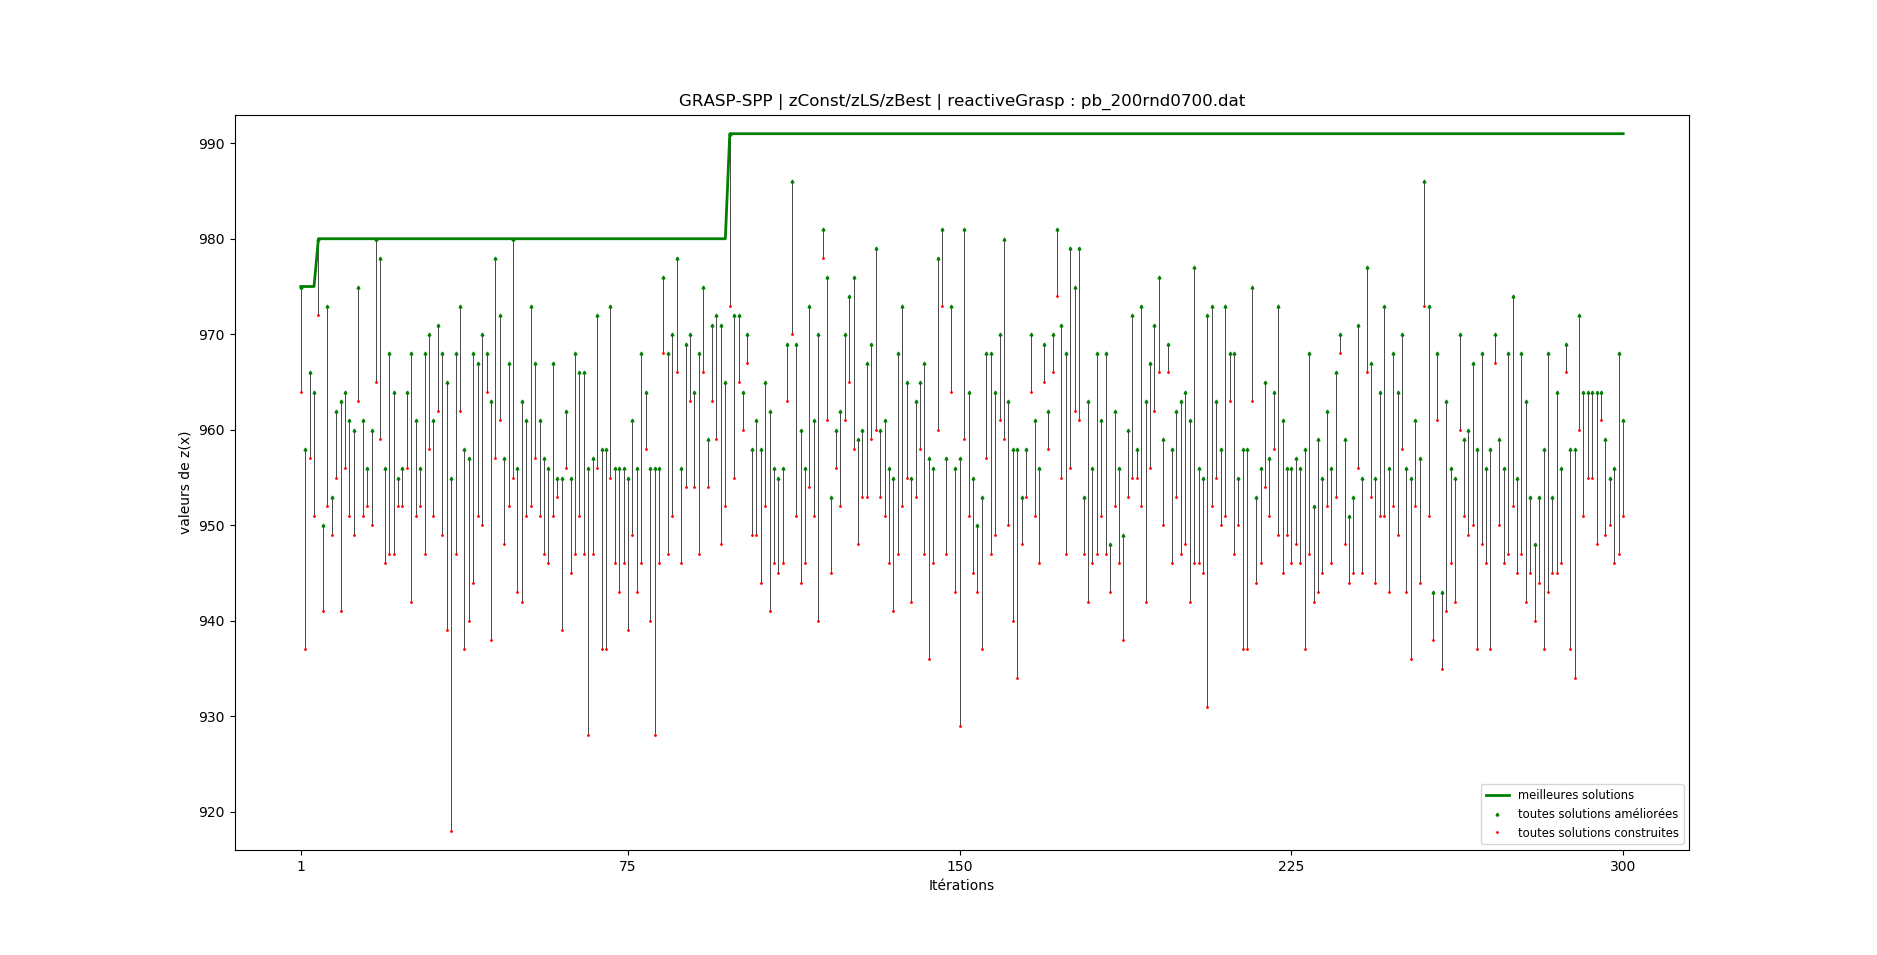 GRASP-SPP | zConst/zLS/zBest | reactiveGrasp : pb_200rnd0700.dat
990
980
970
960
950
940
930
920
valeurs de z(x)
meilleures solutions
toutes solutions améliorées
toutes solutions construites
1 75 150 225 300
Itérations